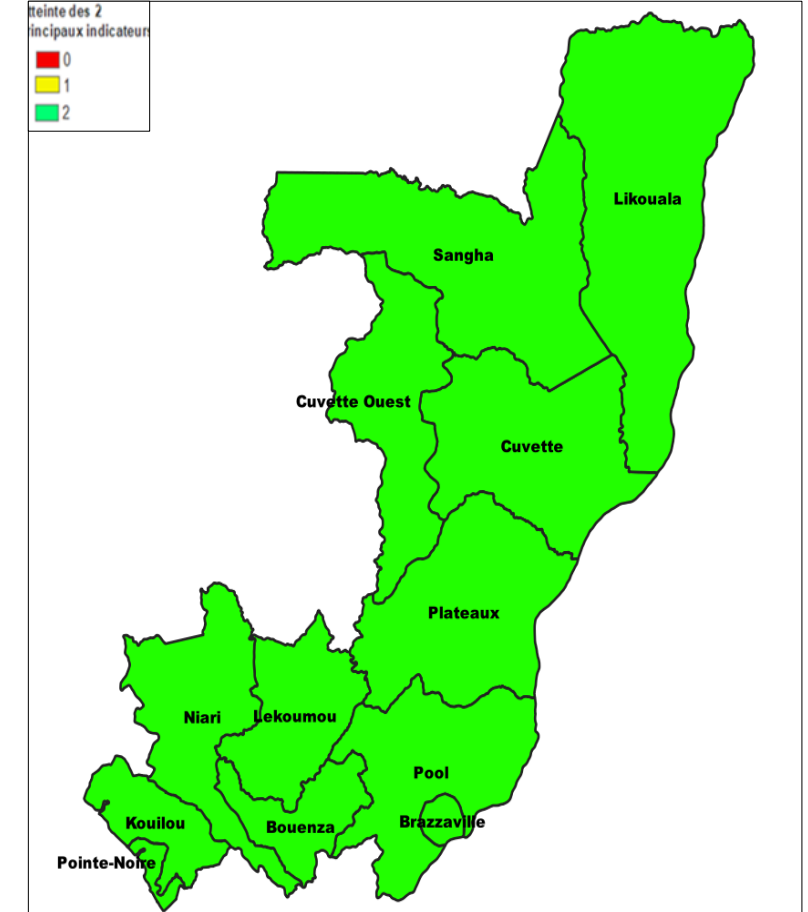 tteinte des 2
rincipaux indicateurs
0
1
2
Likouala
Sangha
Cuvette Ouest
Cuvette
Plateaux
Niari
Lekoumou
Pool
Kouilou
Bouenza
Brazzaville
Pointe-Noire